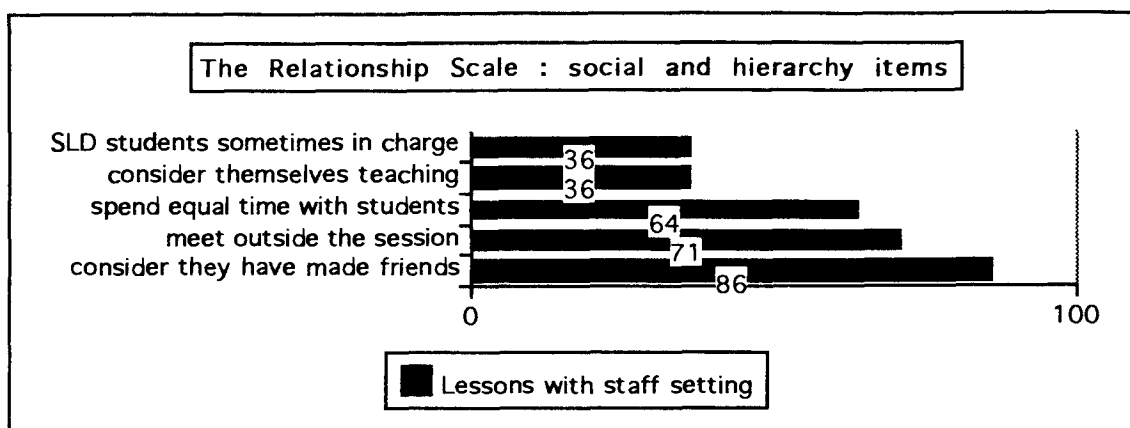 The Relationship Scale : social and hierarchy items
SLD students sometimes in charge
36
consider themselves teaching
36
spend equal time with students
64
meet outside the session
71
consider they have made friends
86
0 100
Lessons with staff setting